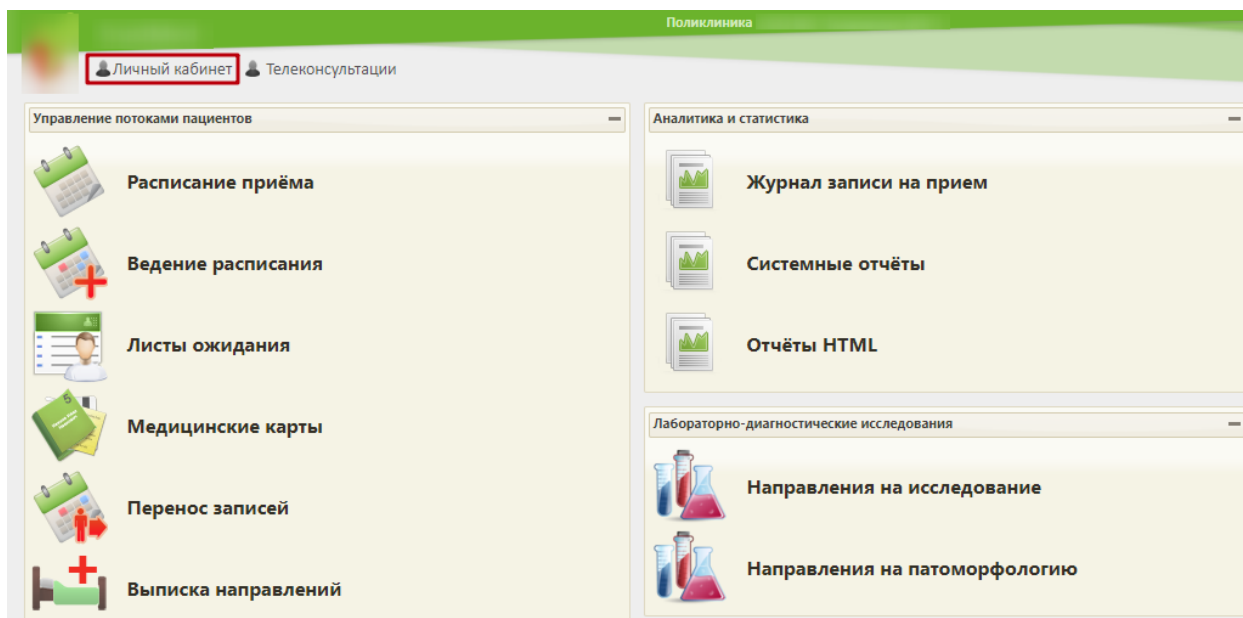 Поликлиника
Личный кабинет Телеконсультации
Управление потоками пациентов
Расписание приёма
Ведение расписания
Листы ожидания
Медицинские карты
Перенос записей
Выписка направлений
Аналитика и статистика
Журнал записи на прием
Системные отчёты
Отчёты HTML
Лабораторно-диагностические исследования
Направления на исследование
Направления на патоморфологию